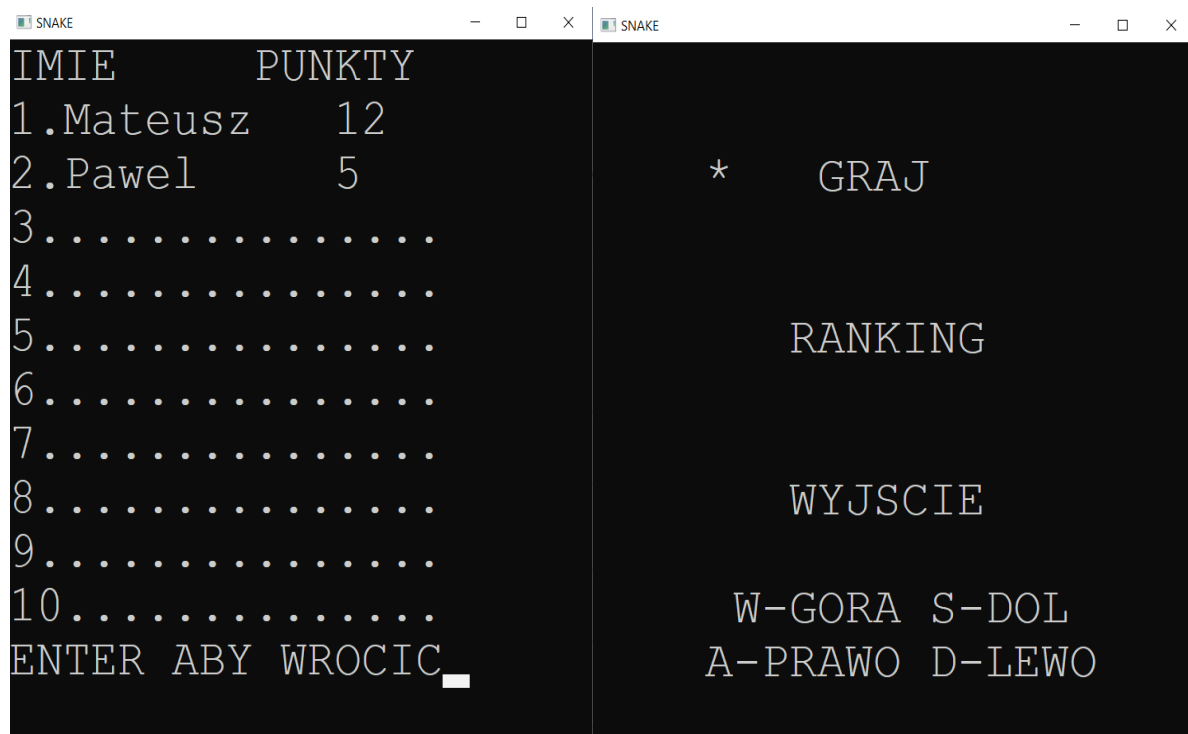 SNAKE
IMIE PUNKTY
1.Mateusz 12
2.Pawel 5
3...............
4...............
5...............
6...............
7...............
8...............
9...............
10..............
ENTER ABY WROCIC
SNAKE
* GRAJ
RANKING
WYJSCIE
W-GORA S-DOL
A-PRAWO D-LEWO